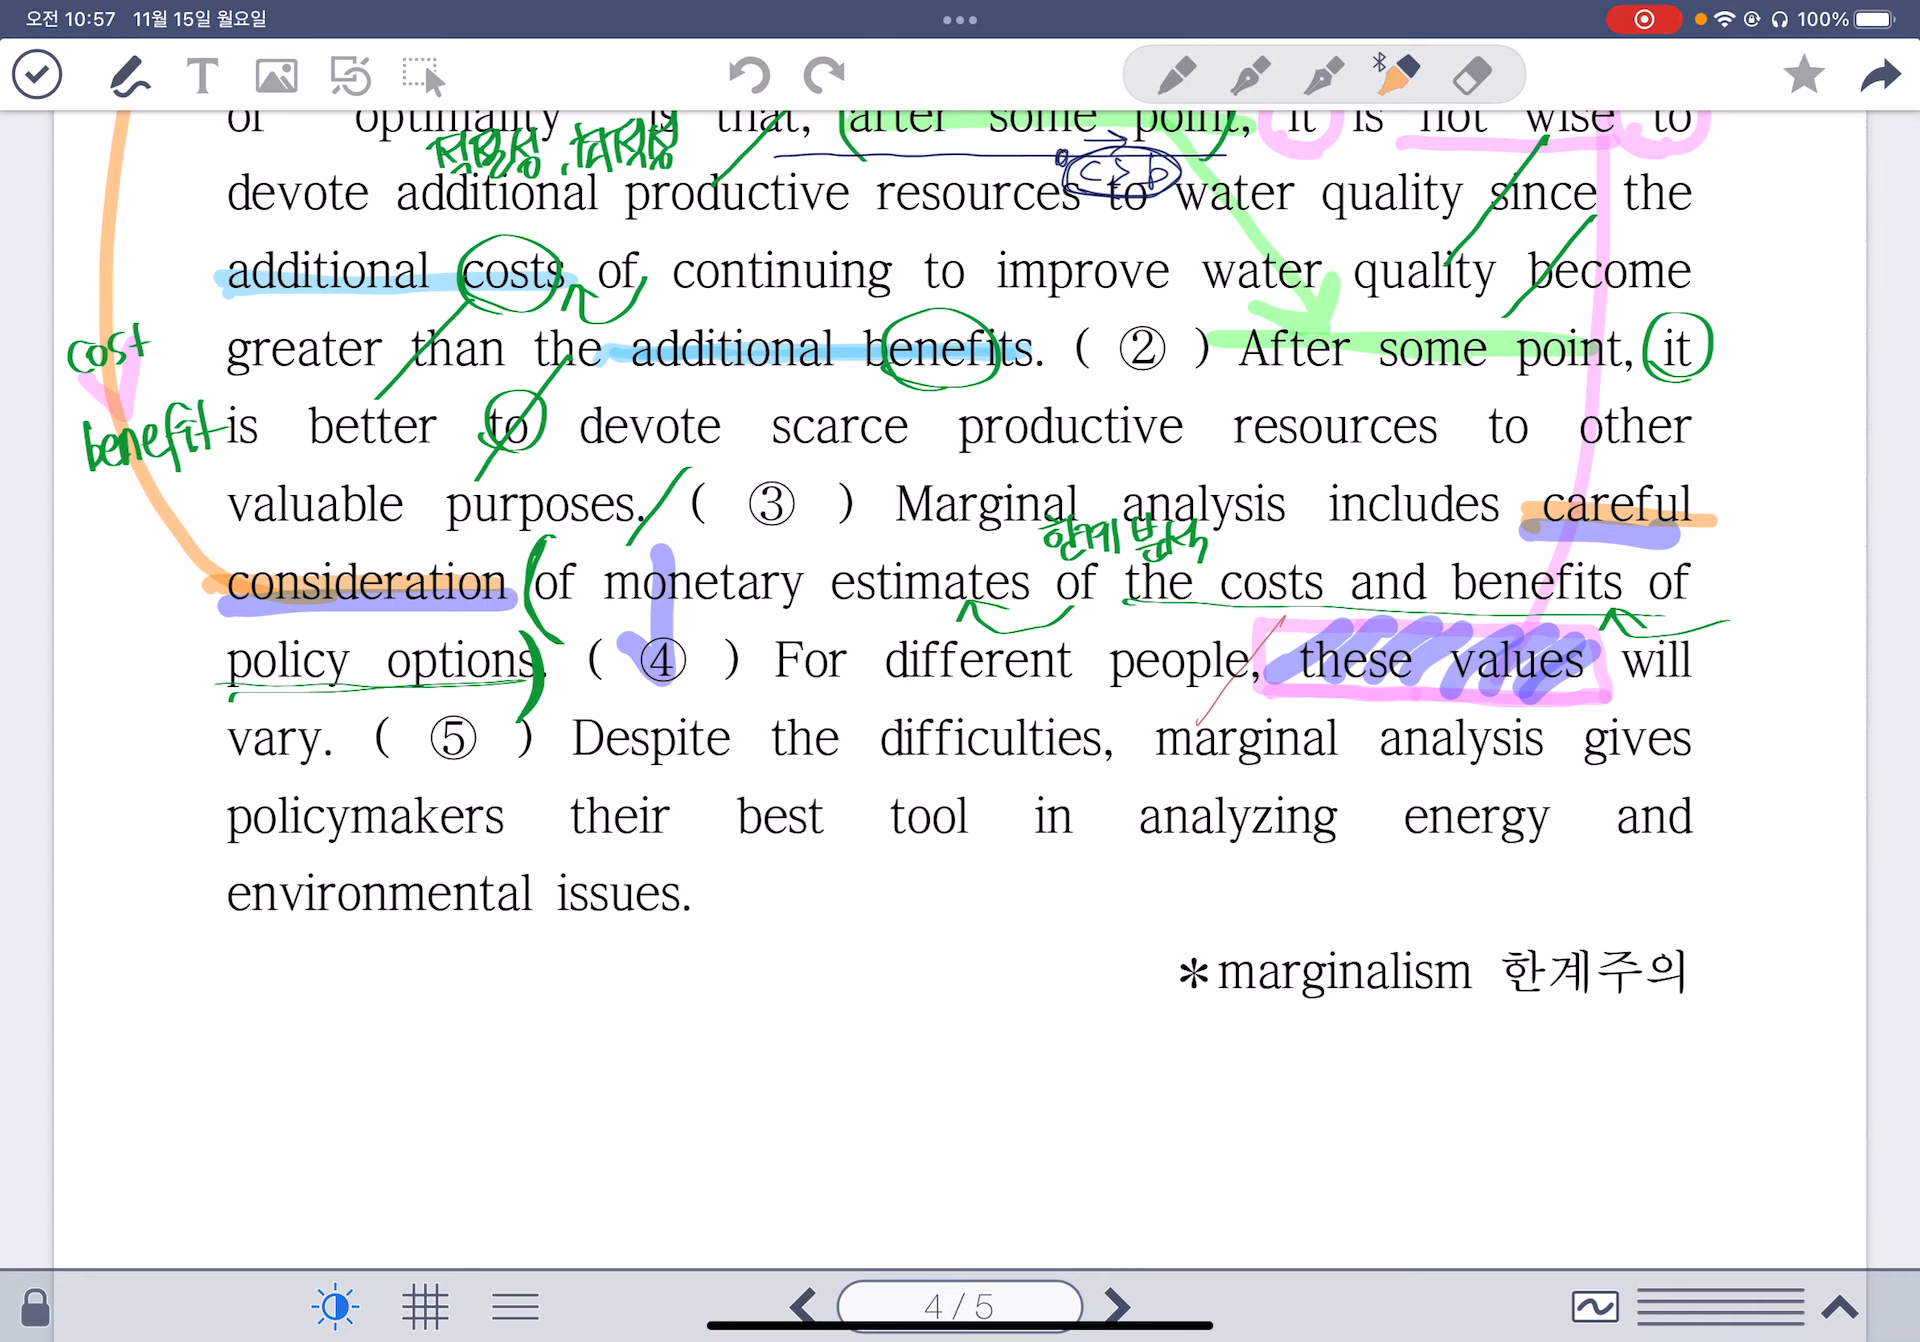 오전 10:57 11월 15일 월요일
100%
or optimality is that, (after some point), it is not wise to
적정성, 최적성
c > b
devote additional productive resources to water quality since the
additional costs of continuing to improve water quality become
cost
greater than the additional benefits. ( ② ) After some point, it
benefit
is better to devote scarce productive resources to other
valuable purposes. ( ③ ) Marginal analysis includes careful
한계 분석
consideration (of monetary estimates of the costs and benefits of
policy options). ( ④ ) For different people, these values will
vary. ( ⑤ ) Despite the difficulties, marginal analysis gives
policymakers their best tool in analyzing energy and
environmental issues.
*marginalism 한계주의
4 / 5